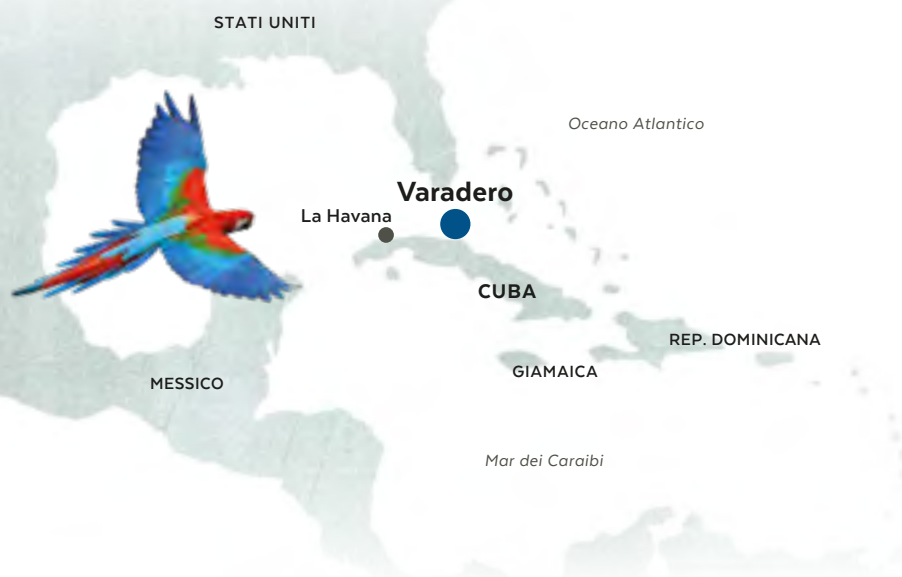 STATI UNITI
Oceano Atlantico
Varadero
La Havana
CUBA
REP. DOMINICANA
GIAMAICA
MESSICO
Mar dei Caraibi